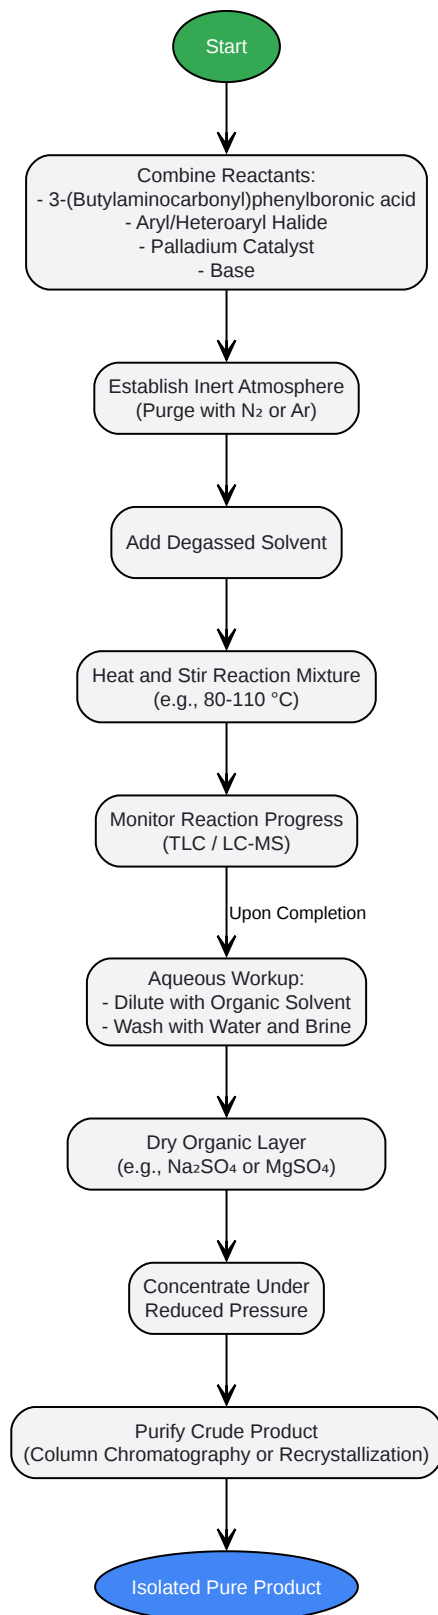 Start
Combine Reactants:
- 3-(Butylaminocarbonyl)phenylboronic acid
- Aryl/Heteroaryl Halide
- Palladium Catalyst
- Base
Establish Inert Atmosphere
(Purge with N₂ or Ar)
Add Degassed Solvent
Heat and Stir Reaction Mixture
(e.g., 80-110 °C)
Monitor Reaction Progress
(TLC / LC-MS)
Upon Completion
Aqueous Workup:
- Dilute with Organic Solvent
- Wash with Water and Brine
Dry Organic Layer
(e.g., Na₂SO₄ or MgSO₄)
Concentrate Under
Reduced Pressure
Purify Crude Product
(Column Chromatography or Recrystallization)
Isolated Pure Product